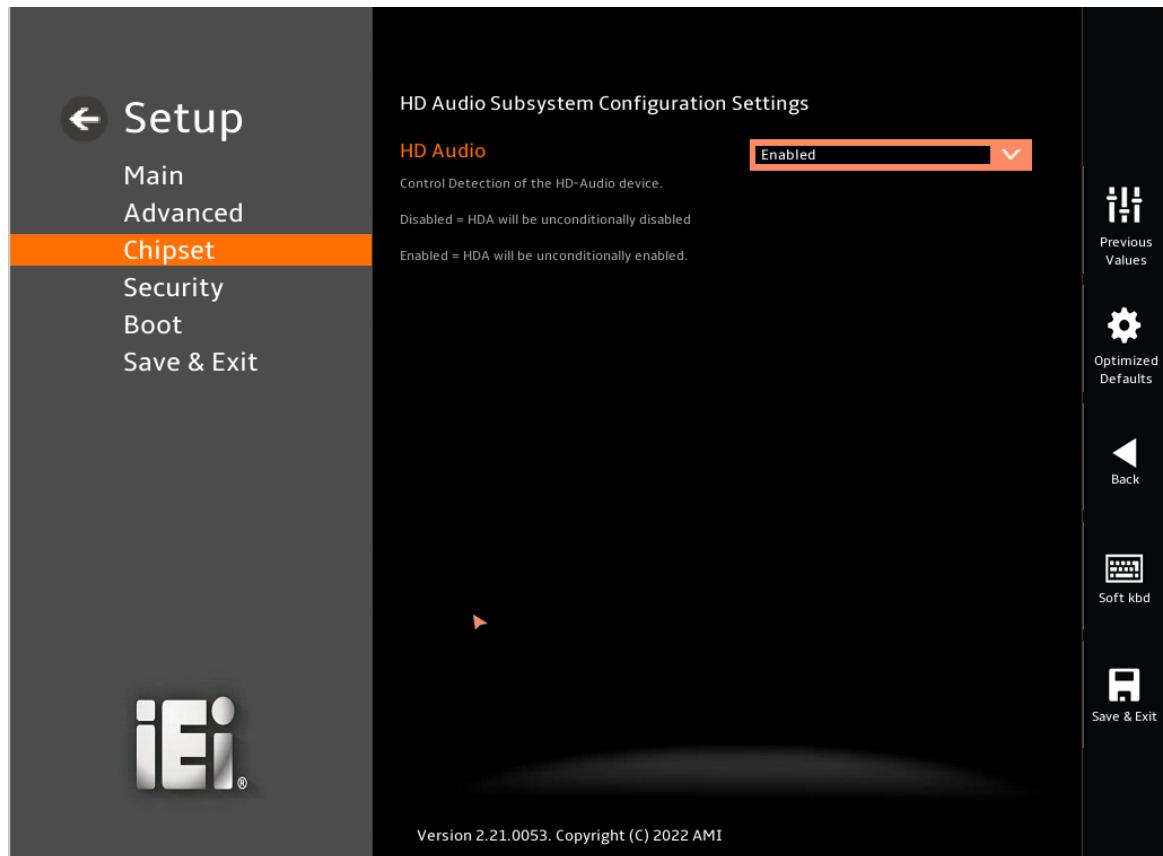 Setup
Main
Advanced
Chipset
Security
Boot
Save & Exit
iEi®
HD Audio Subsystem Configuration Settings
HD Audio
Enabled
Control Detection of the HD-Audio device.
Disabled = HDA will be unconditionally disabled
Enabled = HDA will be unconditionally enabled.
Version 2.21.0053. Copyright (C) 2022 AMI
Previous
Values
Optimized
Defaults
Back
Soft kbd
Save & Exit